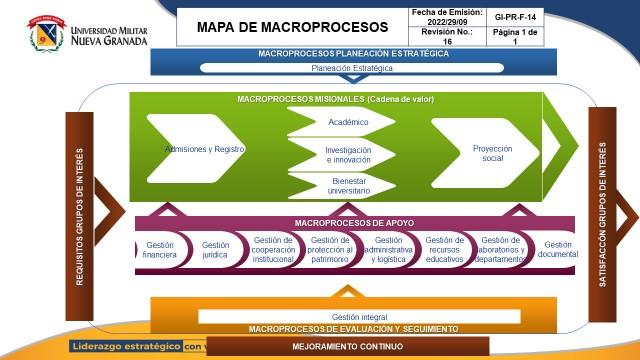 UNIVERSIDAD MILITAR
NUEVA GRANADA
MAPA DE MACROPROCESOS
Fecha de Emisión:
2022/29/09
GI-PR-F-14
Revisión No.:
16
Página 1 de
1
MACROPROCESOS PLANEACIÓN ESTRATÉGICA
Planeación Estratégica
MACROPROCESOS MISIONALES (Cadena de valor)
Admisiones y Registro
Académico
Investigación
e innovación
Bienestar
universitario
Proyección
social
REQUISITOS GRUPOS DE INTERÉS
SATISFACCÓN GRUPOS DE INTERÉS
MACROPROCESOS DE APOYO
Gestión
financiera
Gestión
jurídica
Gestión de
cooperación
institucional
Gestión de
protección al
patrimonio
Gestión
administrativa
y logística
Gestión de
recursos
educativos
Gestión de
laboratorios y
departamentos
Gestión
documental
Gestión integral
MACROPROCESOS DE EVALUACIÓN Y SEGUIMIENTO
Liderazgo estratégico con
MEJORAMIENTO CONTINUO